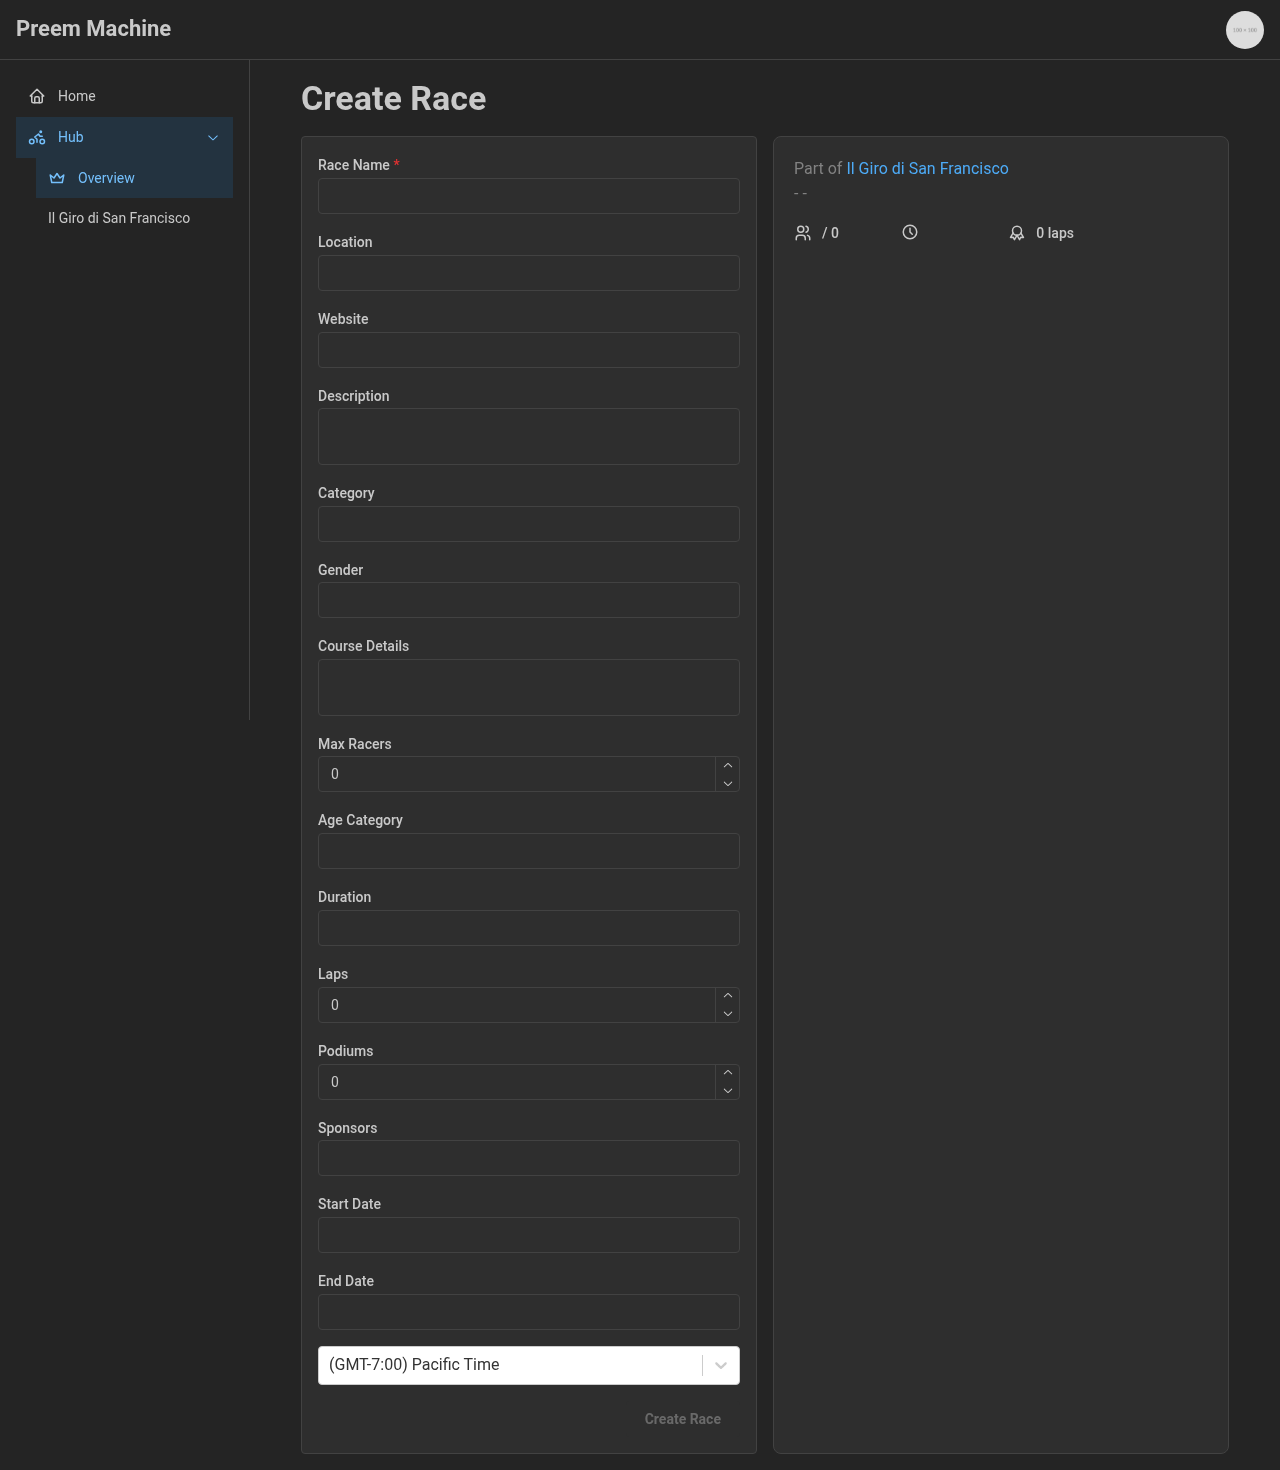 Preem Machine
Home
Hub
Overview
Il Giro di San Francisco
Create Race
Race Name *
Location
Website
Description
Category
Gender
Course Details
Max Racers
0
Age Category
Duration
Laps
0
Podiums
0
Sponsors
Start Date
End Date
(GMT-7:00) Pacific Time
Create Race
Part of Il Giro di San Francisco
- -
/ 0
0 laps